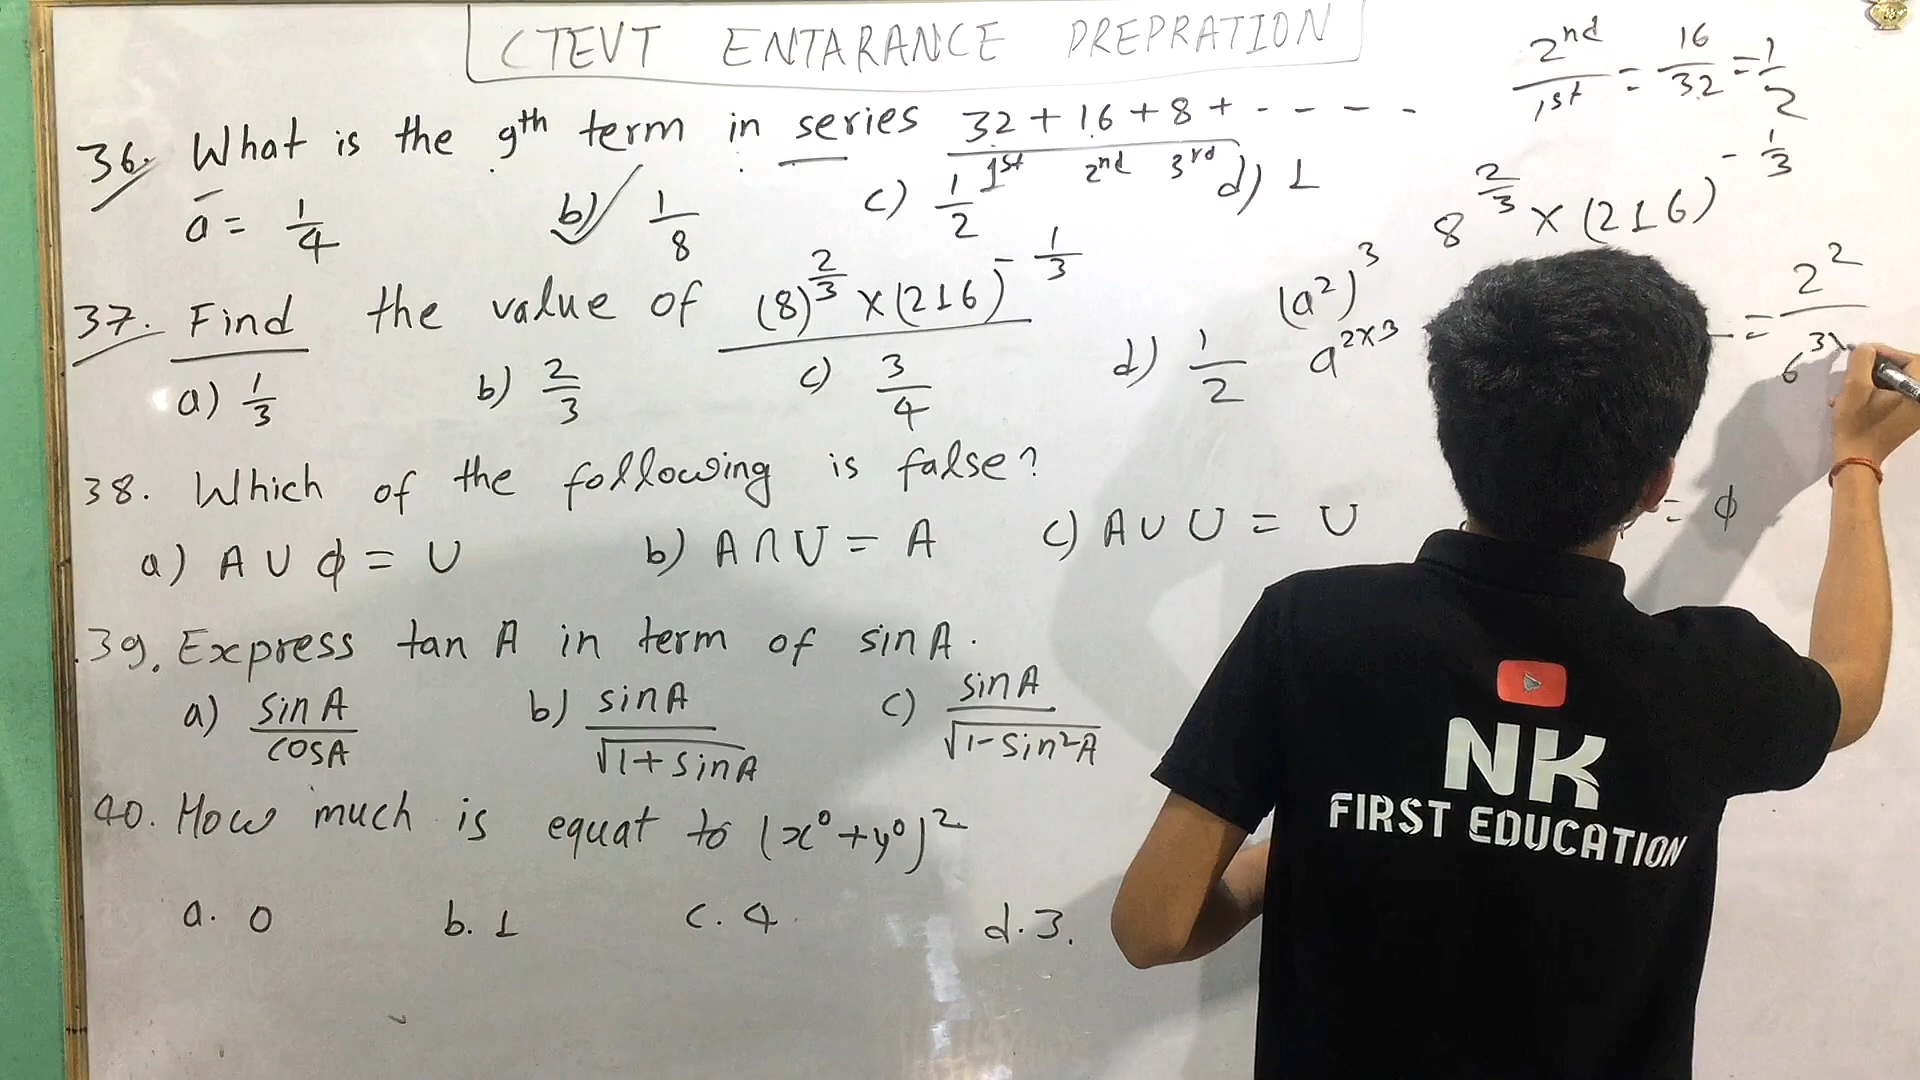 CTEVT ENTARANCE PREPRATION
36. What is the 9th term in series 32 + 16 + 8 + - - - -
1st 2nd 3rd
a = 1/4 b) 1/8 c) 1/2 d) 1
37. Find the value of (8)^2/3 × (216)^-1/3
a) 1/3 b) 2/3 c) 3/4 d) 1/2
38. Which of the following is false?
a) A ∪ ϕ = U b) A ∩ U = A c) A ∪ U = U = ϕ
39. Express tan A in term of sin A.
a) sin A / cos A b) sin A / √1 + sin A c) sin A / √1 - sin²A
40. How much is equat to (x⁰ + y⁰)²
a. 0 b. 1 c. 4 d. 3.
2nd / 1st = 16 / 32 = 1 / 2
8^2/3 × (216)^-1/3
(a²)³
a^2×3
= 2² / 6^3×
NK
FIRST EDUCATION